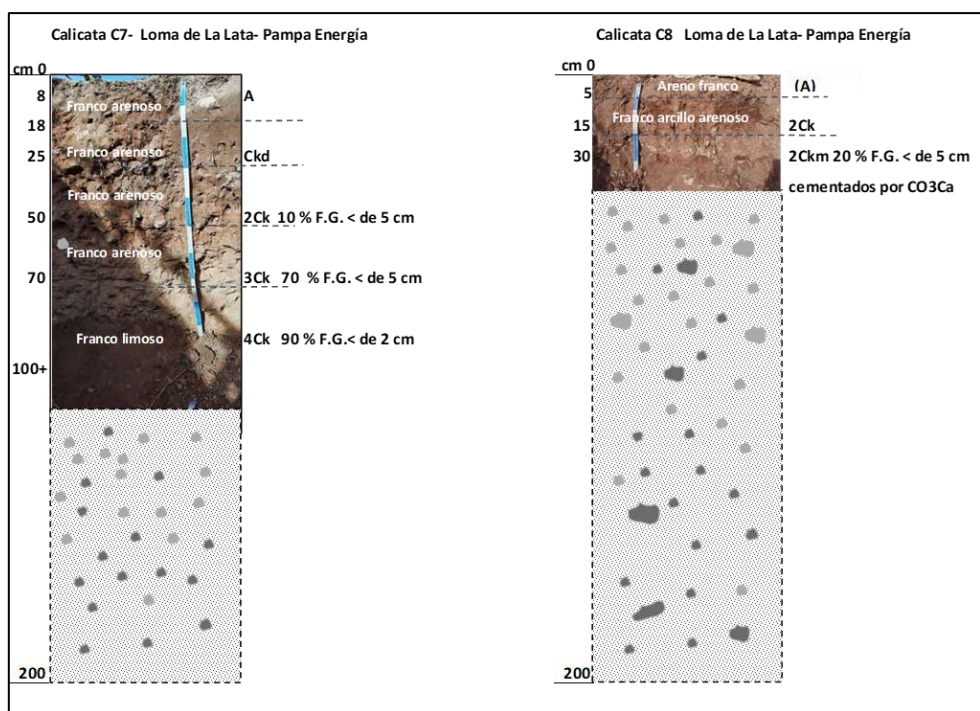 Calicata C7- Loma de La Lata- Pampa Energía
cm 0
8
Franco arenoso
A
18
25
Franco arenoso
Ckd
Franco arenoso
50
2Ck 10 % F.G. < de 5 cm
Franco arenoso
70
3Ck 70 % F.G. < de 5 cm
Franco limoso
4Ck 90 % F.G.< de 2 cm
100+
200
Calicata C8 Loma de La Lata- Pampa Energía
cm 0
Areno franco
(A)
5
Franco arcillo arenoso
15
2Ck
30
2Ckm 20 % F.G. < de 5 cm
cementados por CO3Ca
200